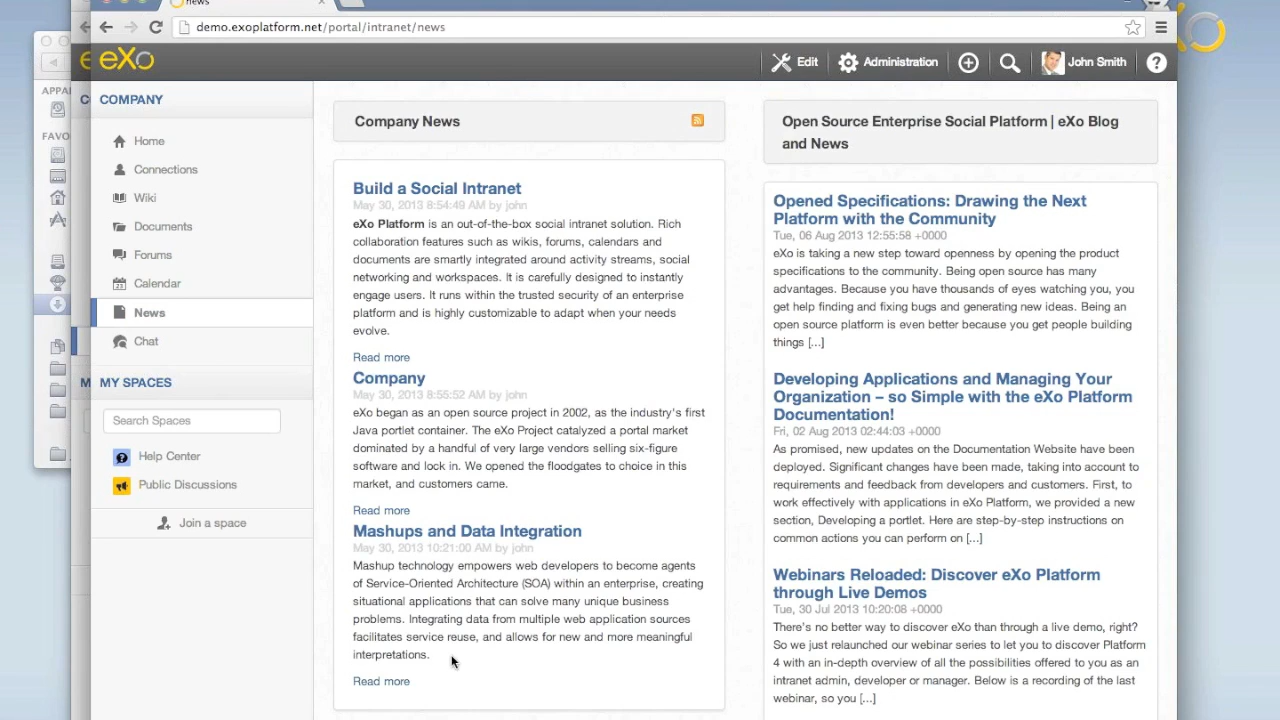 news
demo.exoplatform.net/portal/intranet/news
eXo
Edit
Administration
John Smith
APPA
FAVO
C
M
COMPANY
Home
Connections
Wiki
Documents
Forums
Calendar
News
Chat
MY SPACES
Search Spaces
Help Center
Public Discussions
Join a space
Company News
Build a Social Intranet
May 30, 2013 8:54:49 AM by john
eXo Platform is an out-of-the-box social intranet solution. Rich
collaboration features such as wikis, forums, calendars and
documents are smartly integrated around activity streams, social
networking and workspaces. It is carefully designed to instantly
engage users. It runs within the trusted security of an enterprise
platform and is highly customizable to adapt when your needs
evolve.
Read more
Company
May 30, 2013 8:55:52 AM by john
eXo began as an open source project in 2002, as the industry's first
Java portlet container. The eXo Project catalyzed a portal market
dominated by a handful of very large vendors selling six-figure
software and lock in. We opened the floodgates to choice in this
market, and customers came.
Read more
Mashups and Data Integration
May 30, 2013 10:21:00 AM by john
Mashup technology empowers web developers to become agents
of Service-Oriented Architecture (SOA) within an enterprise, creating
situational applications that can solve many unique business
problems. Integrating data from multiple web application sources
facilitates service reuse, and allows for new and more meaningful
interpretations.
Read more
Open Source Enterprise Social Platform | eXo Blog
and News
Opened Specifications: Drawing the Next
Platform with the Community
Tue, 06 Aug 2013 12:55:58 +0000
eXo is taking a new step toward openness by opening the product
specifications to the community. Being open source has many
advantages. Because you have thousands of eyes watching you, you
get help finding and fixing bugs and generating new ideas. Being an
open source platform is even better because you get people building
things [...]
Developing Applications and Managing Your
Organization – so Simple with the eXo Platform
Documentation!
Fri, 02 Aug 2013 02:44:03 +0000
As promised, new updates on the Documentation Website have been
deployed. Significant changes have been made, taking into account to
requirements and feedback from developers and customers. First, to
work effectively with applications in eXo Platform, we provided a new
section, Developing a portlet. Here are step-by-step instructions on
common actions you can perform on [...]
Webinars Reloaded: Discover eXo Platform
through Live Demos
Tue, 30 Jul 2013 10:20:08 +0000
There's no better way to discover eXo than through a live demo, right?
So we just relaunched our webinar series to let you to discover Platform
4 with an in-depth overview of all the possibilities offered to you as an
intranet admin, developer or manager. Below is a recording of the last
webinar, so you [...]